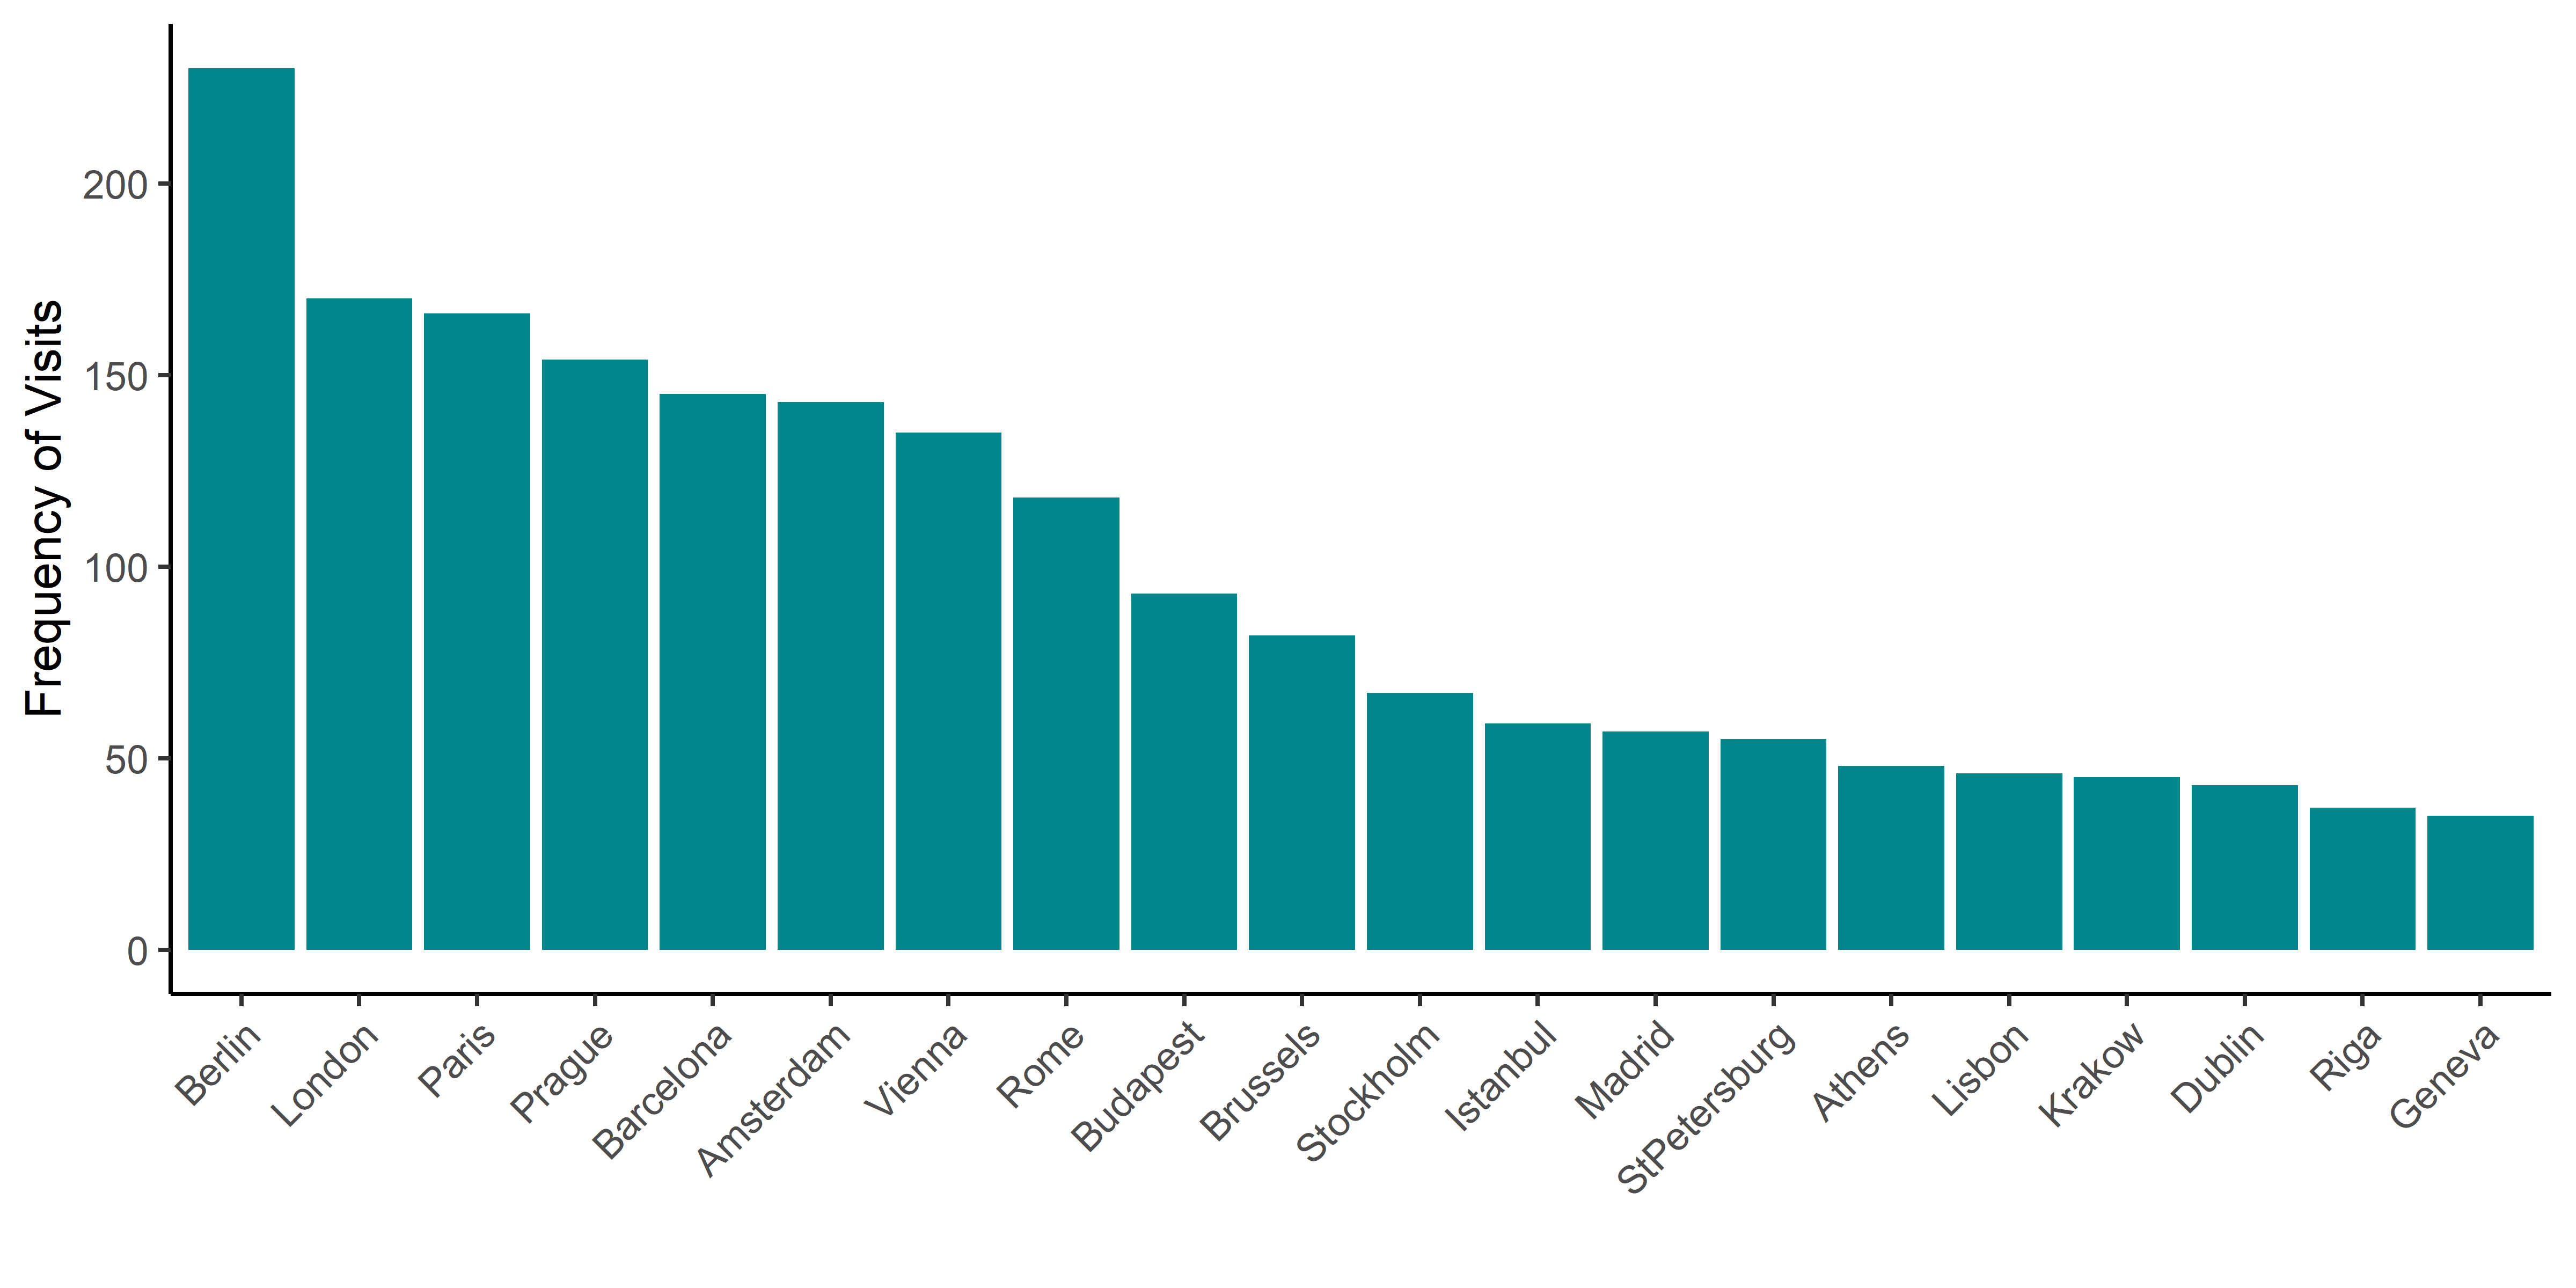 Frequency of Visits
200
150
100
50
0
Berlin
London
Paris
Prague
Barcelona
Amsterdam
Vienna
Rome
Budapest
Brussels
Stockholm
Istanbul
Madrid
StPetersburg
Athens
Lisbon
Krakow
Dublin
Riga
Geneva